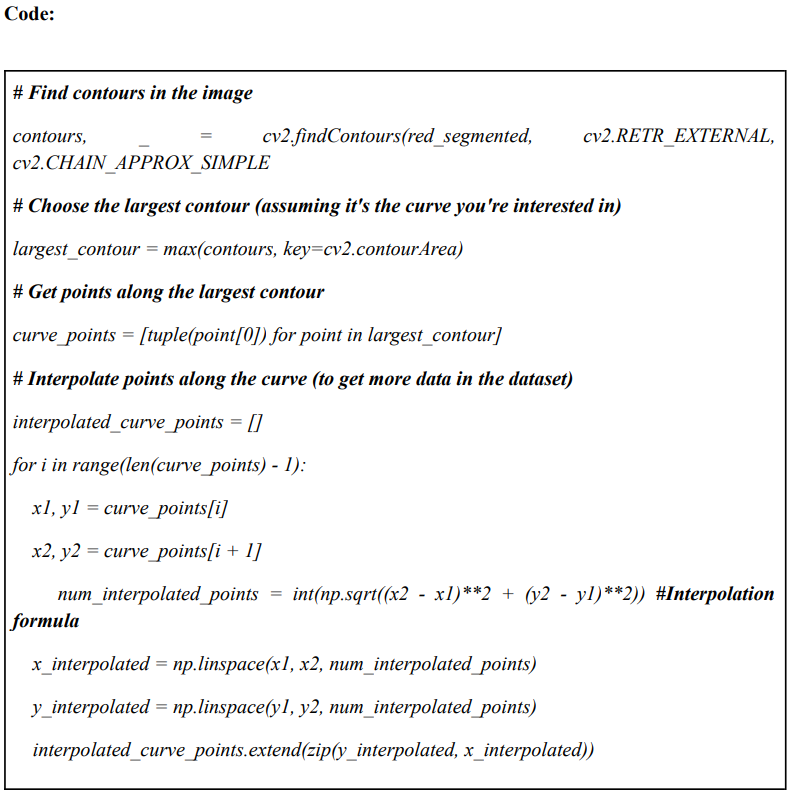 Code:
# Find contours in the image
contours, _ = cv2.findContours(red_segmented, cv2.RETR_EXTERNAL,
cv2.CHAIN_APPROX_SIMPLE
# Choose the largest contour (assuming it's the curve you're interested in)
largest_contour = max(contours, key=cv2.contourArea)
# Get points along the largest contour
curve_points = [tuple(point[0]) for point in largest_contour]
# Interpolate points along the curve (to get more data in the dataset)
interpolated_curve_points = []
for i in range(len(curve_points) - 1):
x1, y1 = curve_points[i]
x2, y2 = curve_points[i + 1]
num_interpolated_points = int(np.sqrt((x2 - x1)**2 + (y2 - y1)**2)) #Interpolation
formula
x_interpolated = np.linspace(x1, x2, num_interpolated_points)
y_interpolated = np.linspace(y1, y2, num_interpolated_points)
interpolated_curve_points.extend(zip(y_interpolated, x_interpolated))